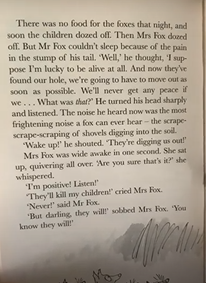 There was no food for the foxes that night, and
soon the children dozed off. Then Mrs Fox dozed
off. But Mr Fox couldn't sleep because of the pain
in the stump of his tail. 'Well,' he thought, 'I sup-
pose I'm lucky to be alive at all. And now they've
found our hole, we're going to have to move out as
soon as possible. We'll never get any peace if
we . . . What was that?' He turned his head sharply
and listened. The noise he heard now was the most
frightening noise a fox can ever hear – the scrape-
scrape-scraping of shovels digging into the soil.
'Wake up!' he shouted. 'They're digging us out!'
Mrs Fox was wide awake in one second. She sat
up, quivering all over. 'Are you sure that's it?' she
whispered.
'I'm positive! Listen!'
'They'll kill my children!' cried Mrs Fox.
'Never!' said Mr Fox.
'But darling, they will!' sobbed Mrs Fox. 'You
know they will!'